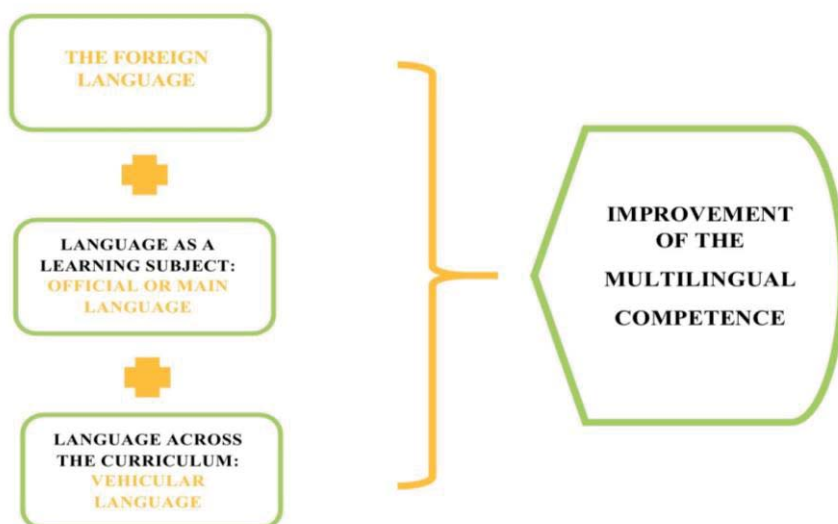 THE FOREIGN
LANGUAGE
LANGUAGE AS A
LEARNING SUBJECT:
OFFICIAL OR MAIN
LANGUAGE
LANGUAGE ACROSS
THE CURRICULUM:
VEHICULAR
LANGUAGE
IMPROVEMENT
OF THE
MULTILINGUAL
COMPETENCE